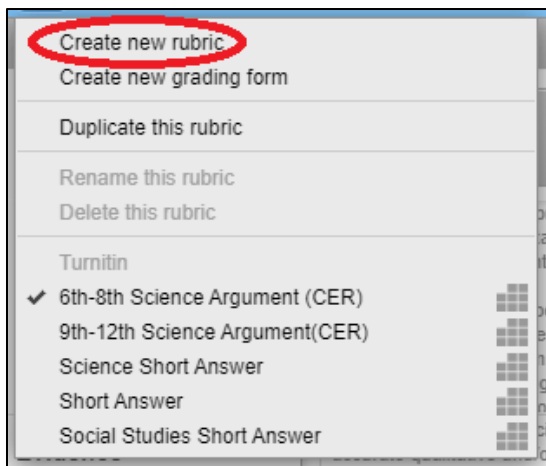 Create new rubric
Create new grading form
Duplicate this rubric
Rename this rubric
Delete this rubric
Turnitin
6th-8th Science Argument (CER)
9th-12th Science Argument(CER)
Science Short Answer
Short Answer
Social Studies Short Answer